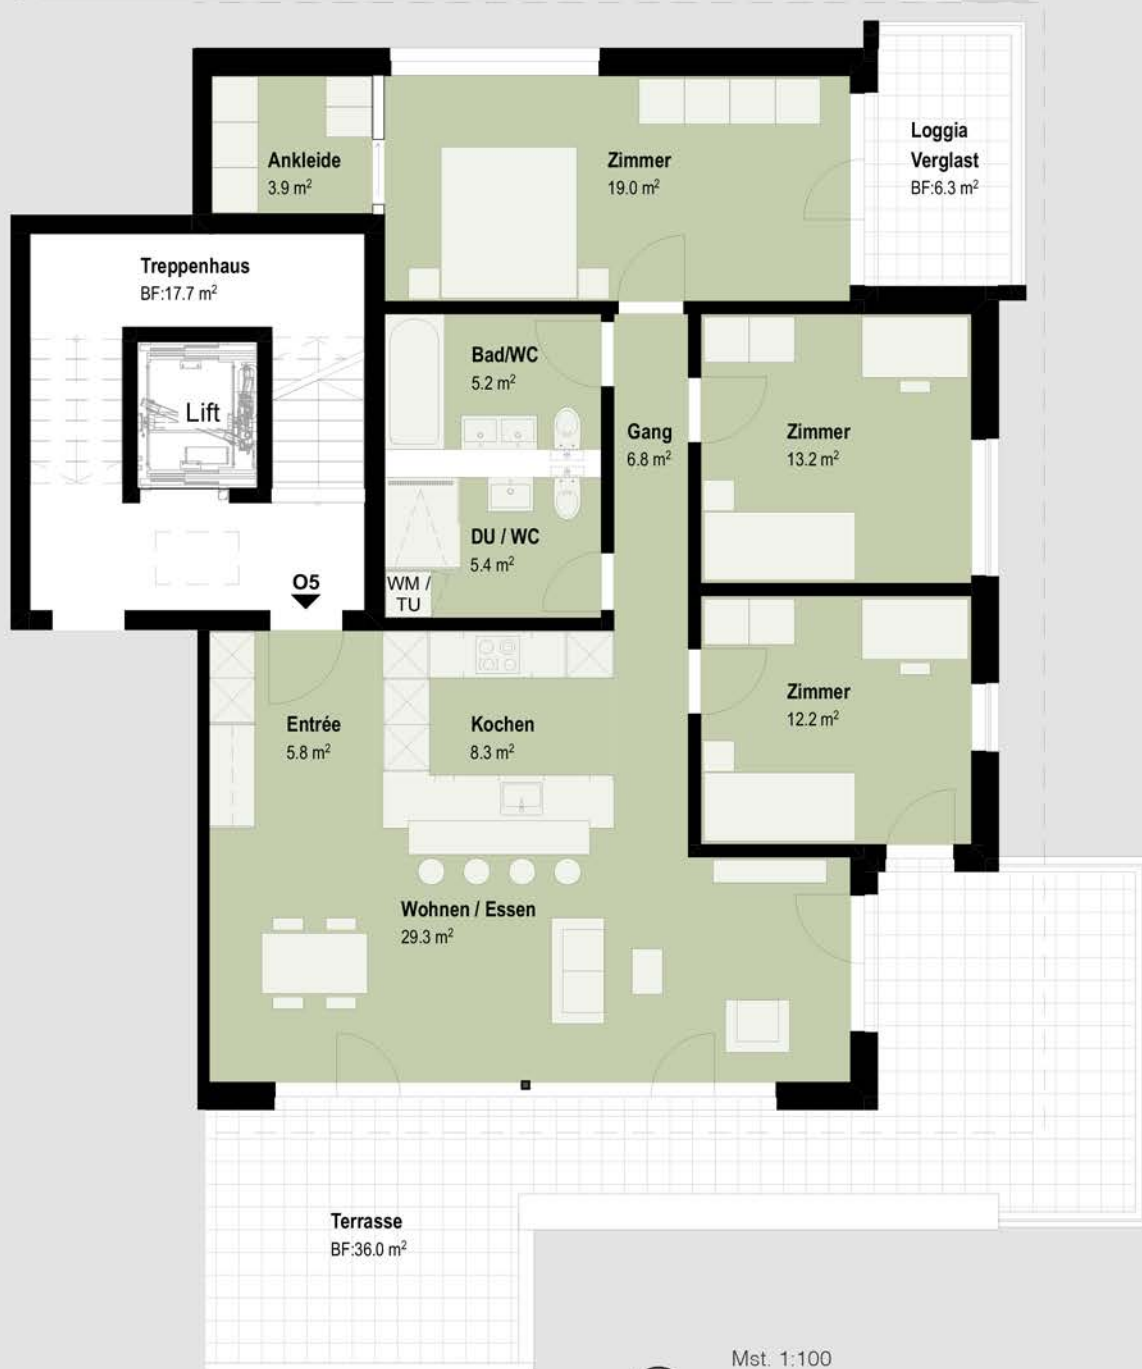 Ankleide
3.9 m²
Zimmer
19.0 m²
Loggia
Verglast
BF:6.3 m²
Treppenhaus
BF:17.7 m²
Lift
Bad/WC
5.2 m²
Gang
6.8 m²
Zimmer
13.2 m²
DU / WC
5.4 m²
WM /
TU
O5
Entrée
5.8 m²
Kochen
8.3 m²
Zimmer
12.2 m²
Wohnen / Essen
29.3 m²
Terrasse
BF:36.0 m²
Mst. 1:100